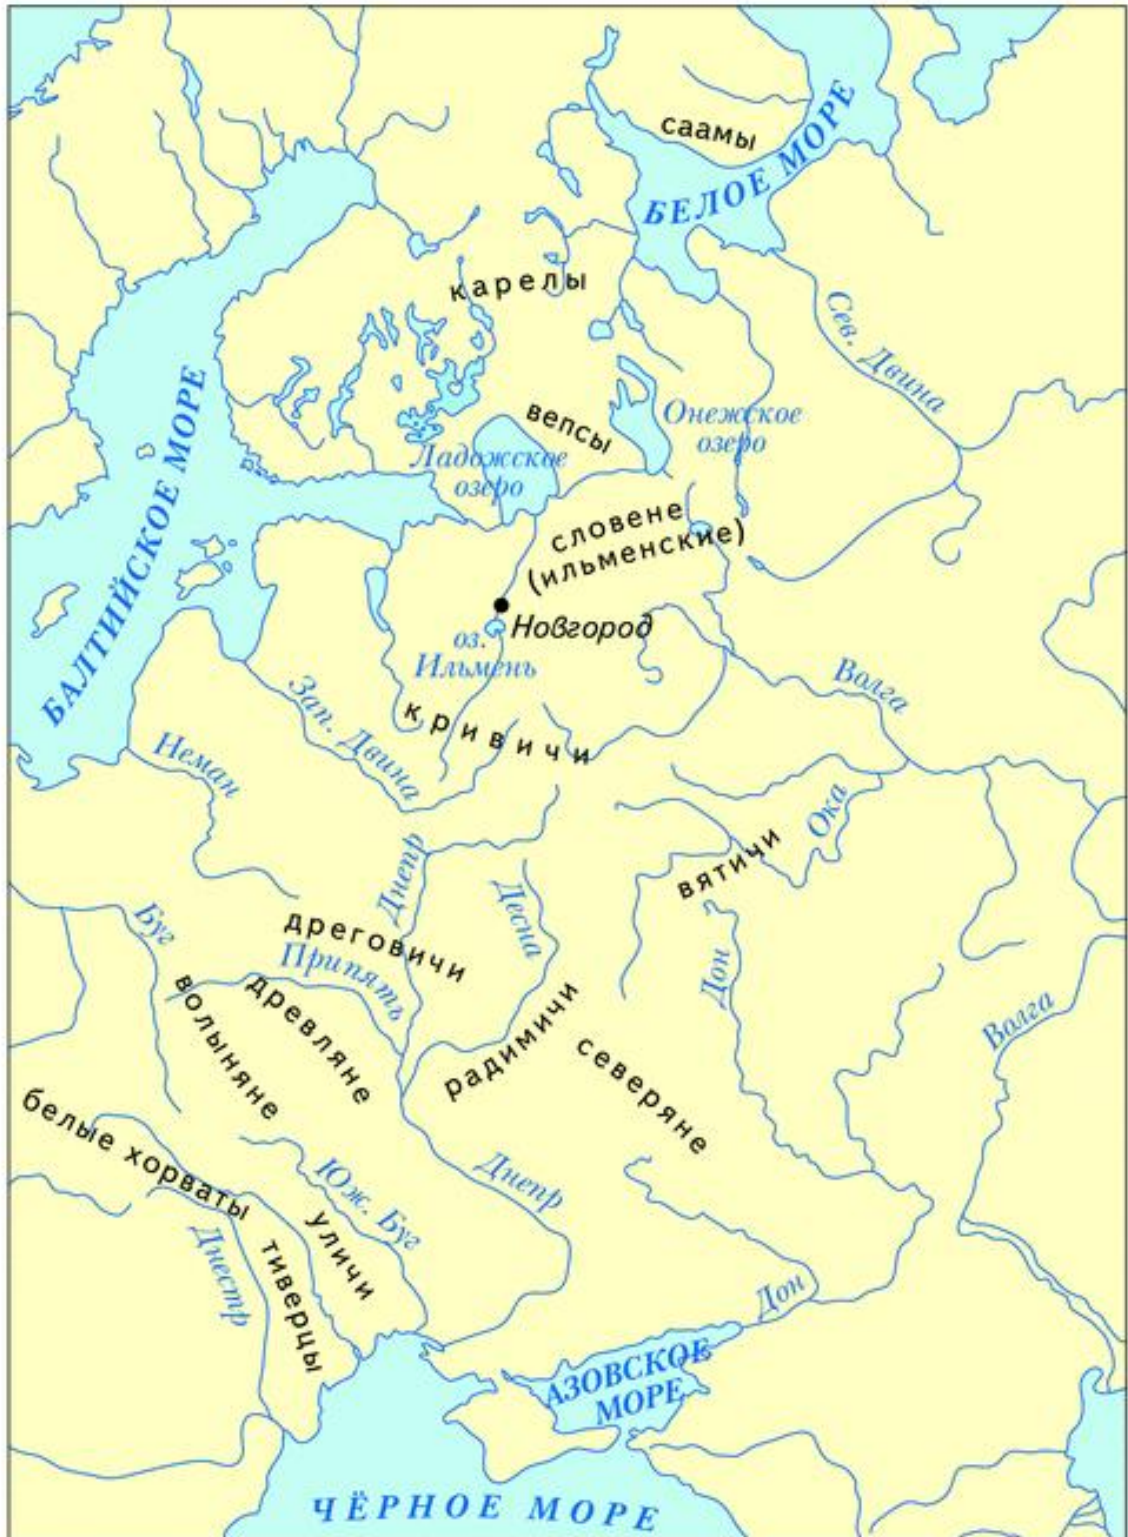 саамы
БЕЛОЕ МОРЕ
карелы
Сев. Двина
вепсы
Онежское
озеро
Ладожское
озеро
БАЛТИЙСКОЕ МОРЕ
словене
(ильменские)
Новгород
оз.
Ильмень
Волга
Зап. Двина
кривичи
Неман
Ока
вятичи
Днепр
Десна
Буг
дреговичи
Припять
Дон
древляне
волыняне
радимичи
Волга
северяне
белые хорваты
Днепр
Юж. Буг
уличи
Днестр
тиверцы
Дон
АЗОВСКОЕ
МОРЕ
ЧЁРНОЕ МОРЕ